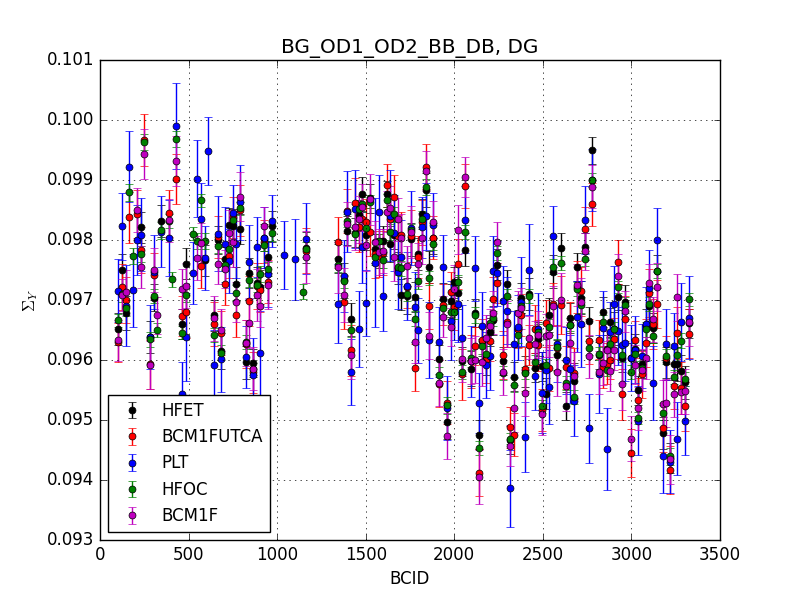 BG_OD1_OD2_BB_DB, DG
0.101
0.100
0.099
0.098
0.097
0.096
0.095
0.094
0.093
Σ_Y
HFET
BCM1FUTCA
PLT
HFOC
BCM1F
0 500 1000 1500 2000 2500 3000 3500
BCID